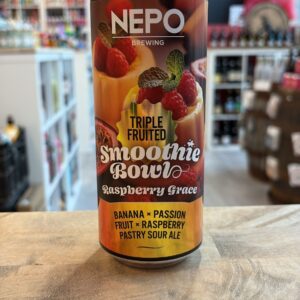 NEPO
BREWING
TRIPLE
FRUITED
Smoothie
Bowl
Raspberry Grace
BANANA × PASSION
FRUIT × RASPBERRY
PASTRY SOUR ALE